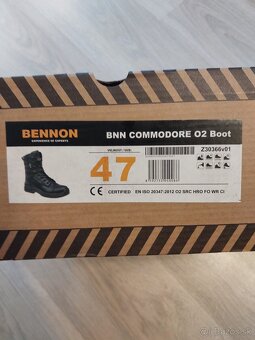 BENNON
EXPERIENCE OF EXPERTS
BNN COMMODORE O2 Boot
Z30366v01
47
CE CERTIFIED EN ISO 20347:2012 O2 SRC HRO FO WR CI